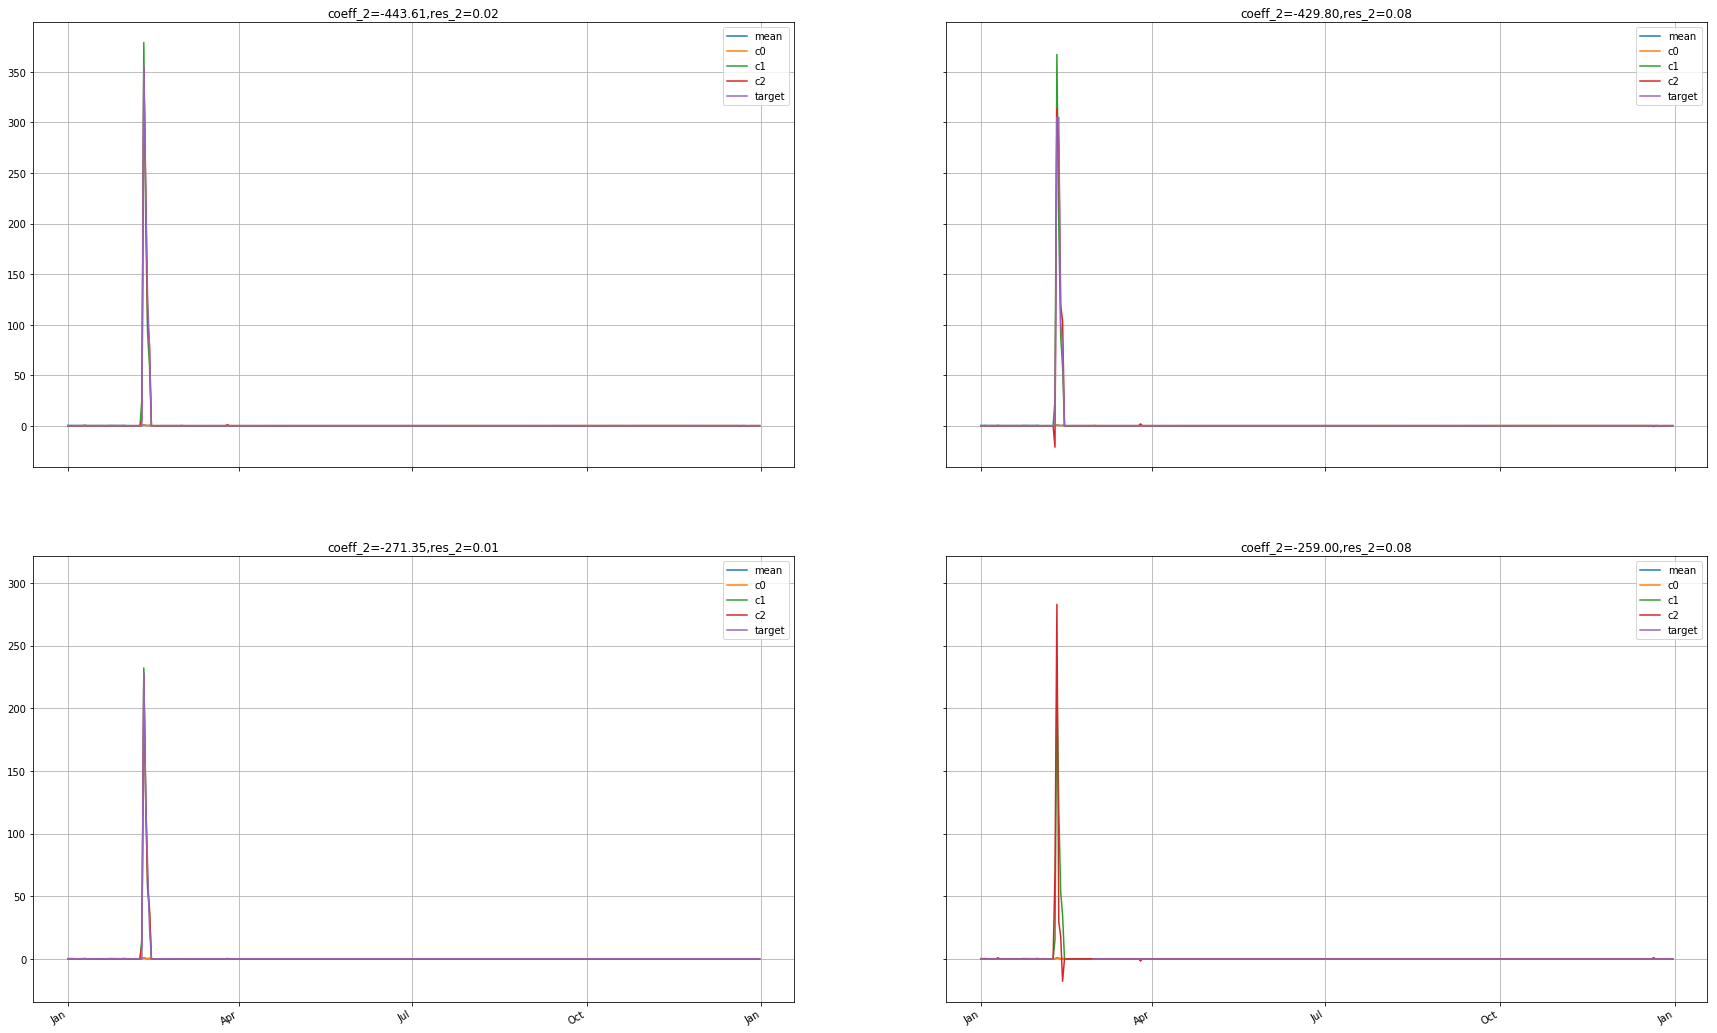 coeff_2=-443.61,res_2=0.02
350
300
250
200
150
100
50
0
mean
c0
c1
c2
target
coeff_2=-429.80,res_2=0.08
mean
c0
c1
c2
target
coeff_2=-271.35,res_2=0.01
300
250
200
150
100
50
0
mean
c0
c1
c2
target
Jan
Apr
Jul
Oct
Jan
coeff_2=-259.00,res_2=0.08
mean
c0
c1
c2
target
Jan
Apr
Jul
Oct
Jan